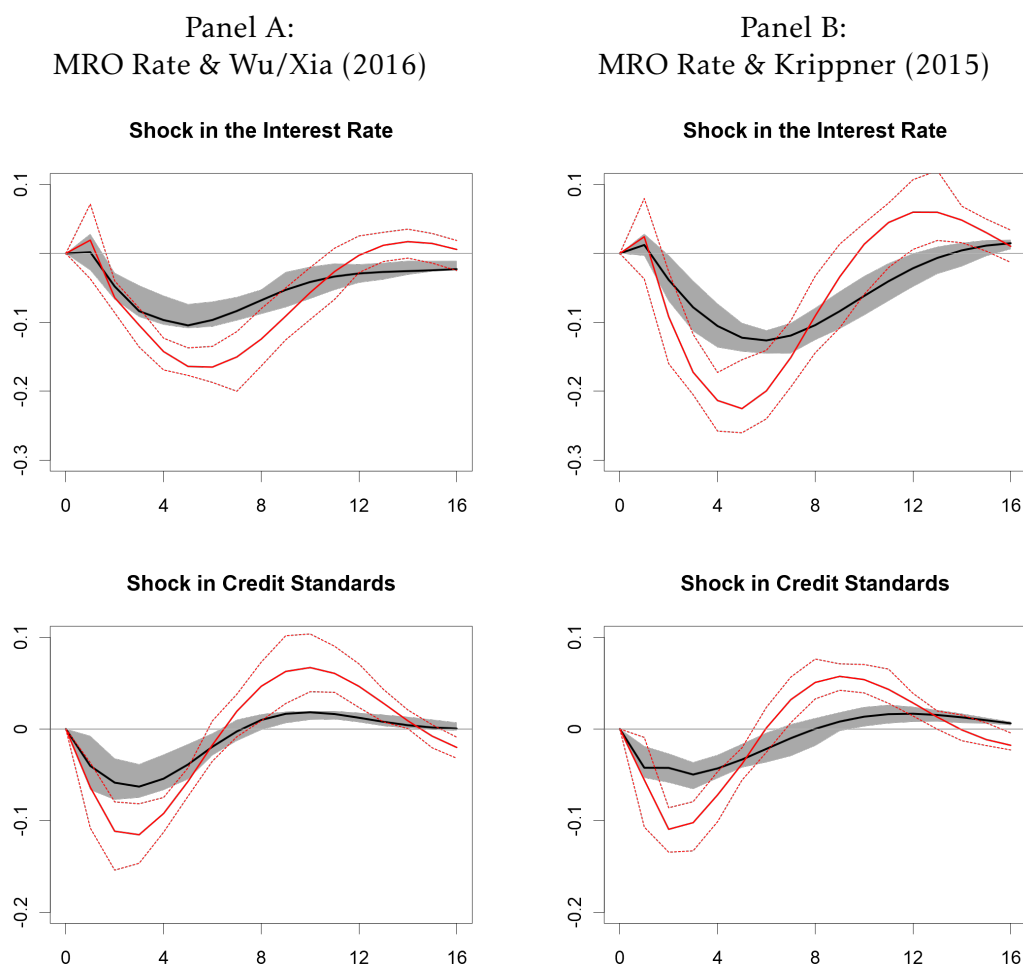 Panel A:
MRO Rate & Wu/Xia (2016)
Panel B:
MRO Rate & Krippner (2015)
Shock in the Interest Rate
0.1
-0.1
-0.2
-0.3
0 4 8 12 16
Shock in the Interest Rate
0.1
-0.1
-0.2
-0.3
0 4 8 12 16
Shock in Credit Standards
0.1
0
-0.1
-0.2
0 4 8 12 16
Shock in Credit Standards
0.1
0
-0.1
-0.2
0 4 8 12 16